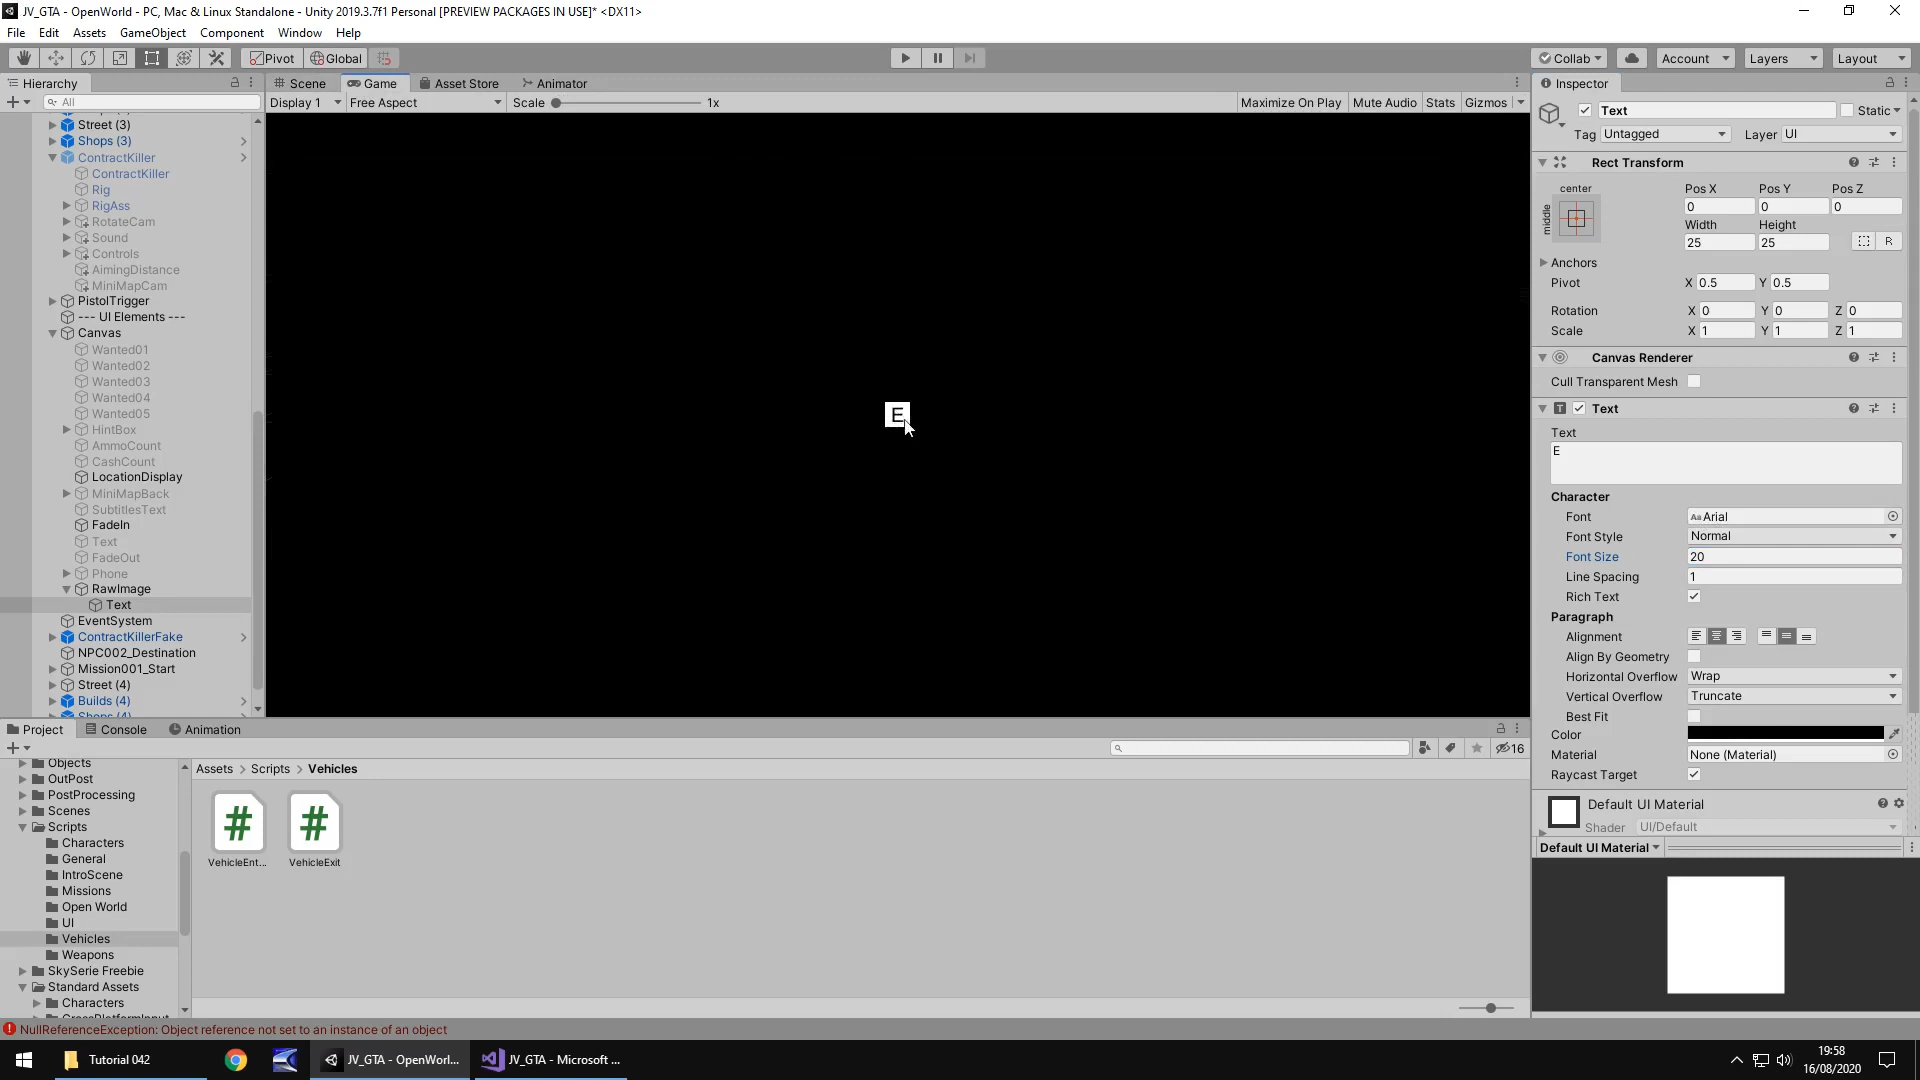 JV_GTA - OpenWorld - PC, Mac & Linux Standalone - Unity 2019.3.7f1 Personal [PREVIEW PACKAGES IN USE]* <DX11>
File Edit Assets GameObject Component Window Help
Pivot Global Collab Account Layers Layout
Hierarchy
All
Street (3)
Shops (3)
ContractKiller
ContractKiller
Rig
RigAss
RotateCam
Sound
Controls
AimingDistance
MiniMapCam
PistolTrigger
--- UI Elements ---
Canvas
Wanted01
Wanted02
Wanted03
Wanted04
Wanted05
HintBox
AmmoCount
CashCount
LocationDisplay
MiniMapBack
SubtitlesText
FadeIn
Text
FadeOut
Phone
RawImage
Text
EventSystem
ContractKillerFake
NPC002_Destination
Mission001_Start
Street (4)
Builds (4)
Shops (4)
Scene Game Asset Store Animator
Display 1 Free Aspect Scale 1x Maximize On Play Mute Audio Stats Gizmos
E
Inspector
Text Static
Tag Untagged Layer UI
Rect Transform
center
middle
Pos X Pos Y Pos Z
0 0 0
Width Height
25 25 R
Anchors
Pivot X 0.5 Y 0.5
Rotation X 0 Y 0 Z 0
Scale X 1 Y 1 Z 1
Canvas Renderer
Cull Transparent Mesh
Text
Text
E
Character
Font Arial
Font Style Normal
Font Size 20
Line Spacing 1
Rich Text
Paragraph
Alignment
Align By Geometry
Horizontal Overflow Wrap
Vertical Overflow Truncate
Best Fit
Color
Material None (Material)
Raycast Target
Default UI Material
Shader UI/Default
Default UI Material
Project Console Animation
16
Objects
OutPost
PostProcessing
Scenes
Scripts
Characters
General
IntroScene
Missions
Open World
UI
Vehicles
Weapons
SkySerie Freebie
Standard Assets
Characters
CrossPlatformInput
Assets > Scripts > Vehicles
VehicleEnt... VehicleExit
NullReferenceException: Object reference not set to an instance of an object
Tutorial 042 JV_GTA - OpenWorl... JV_GTA - Microsoft ...
19:58
16/08/2020